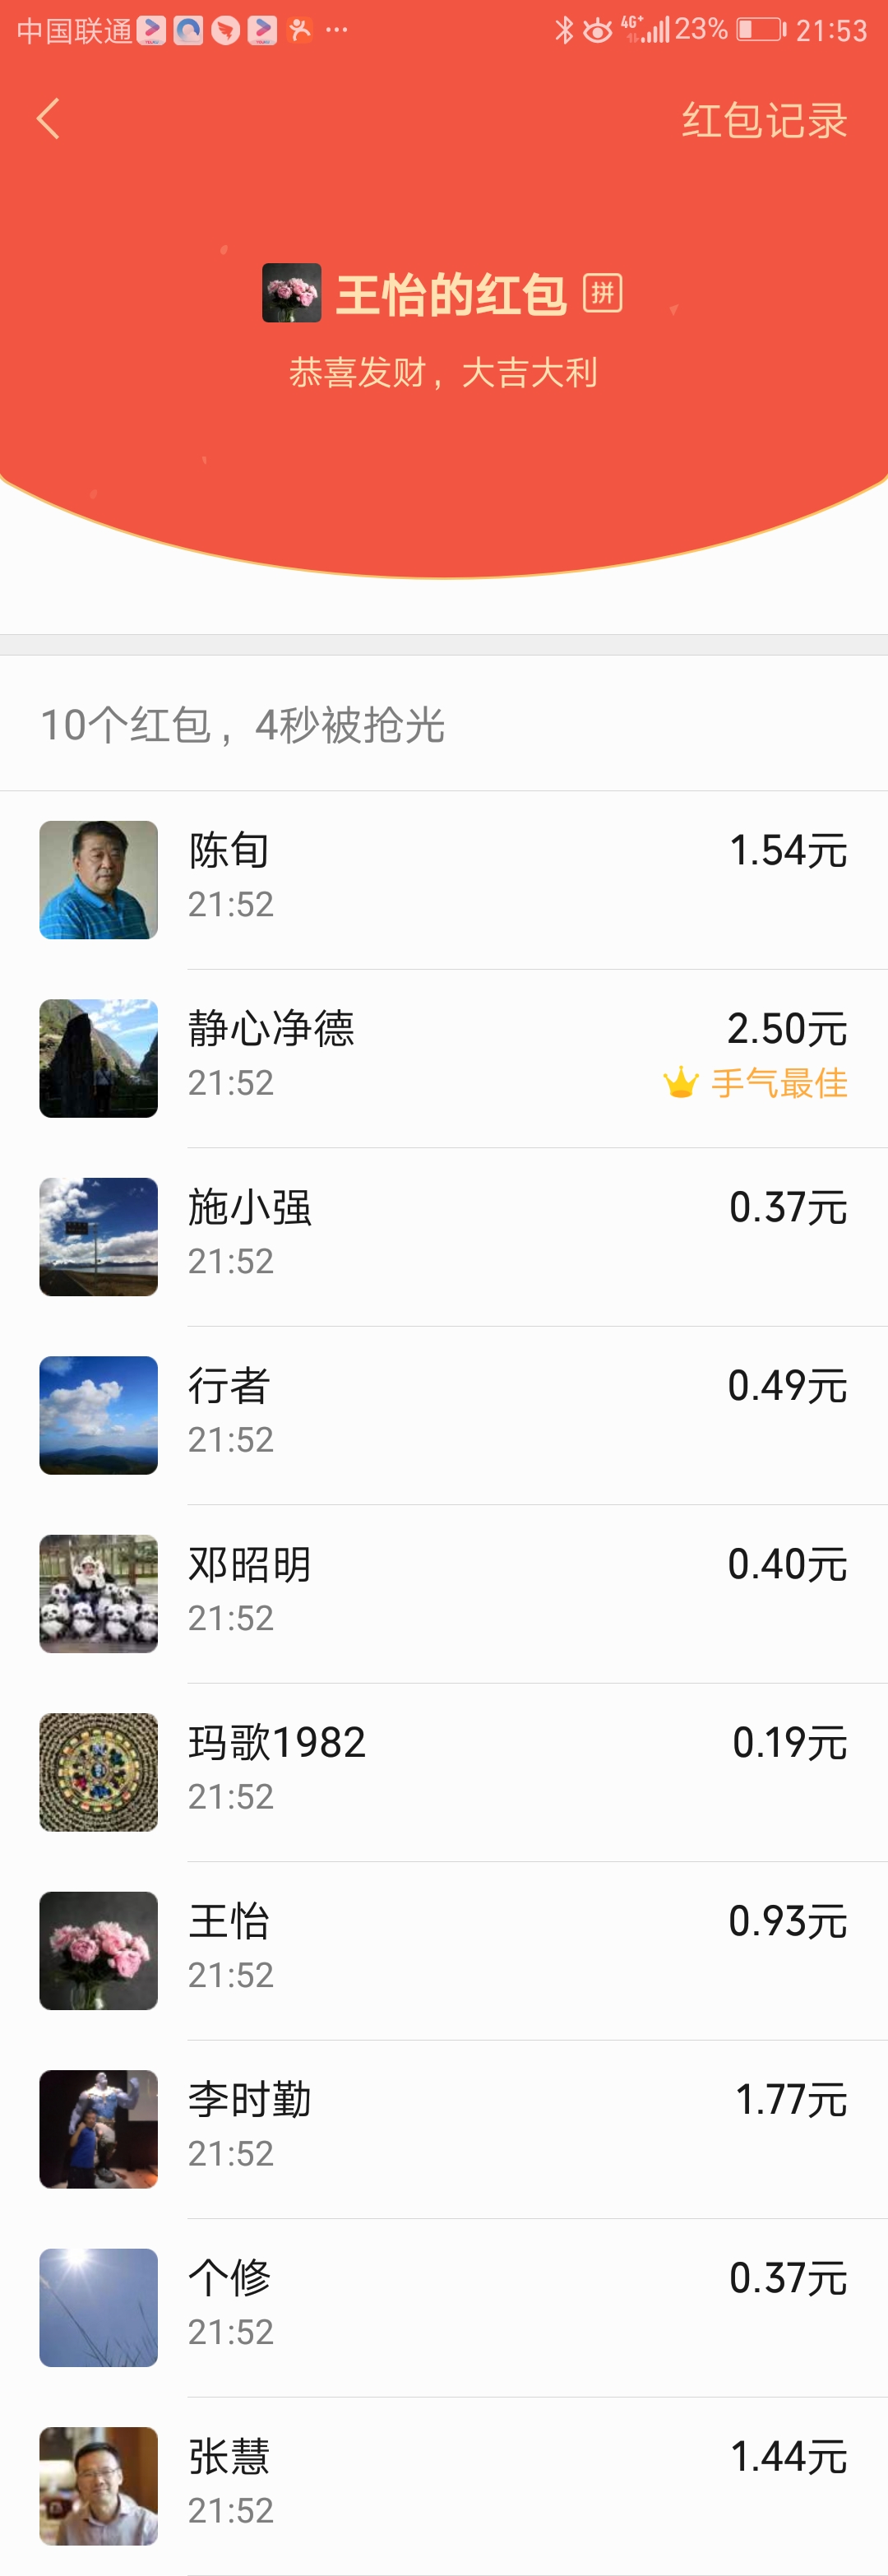 中国联通 ... 4G+ 23% 21:53
红包记录
王怡的红包 拼
恭喜发财，大吉大利
10个红包，4秒被抢光
陈旬 1.54元
21:52
静心净德 2.50元
21:52 手气最佳
施小强 0.37元
21:52
行者 0.49元
21:52
邓昭明 0.40元
21:52
玛歌1982 0.19元
21:52
王怡 0.93元
21:52
李时勤 1.77元
21:52
个修 0.37元
21:52
张慧 1.44元
21:52